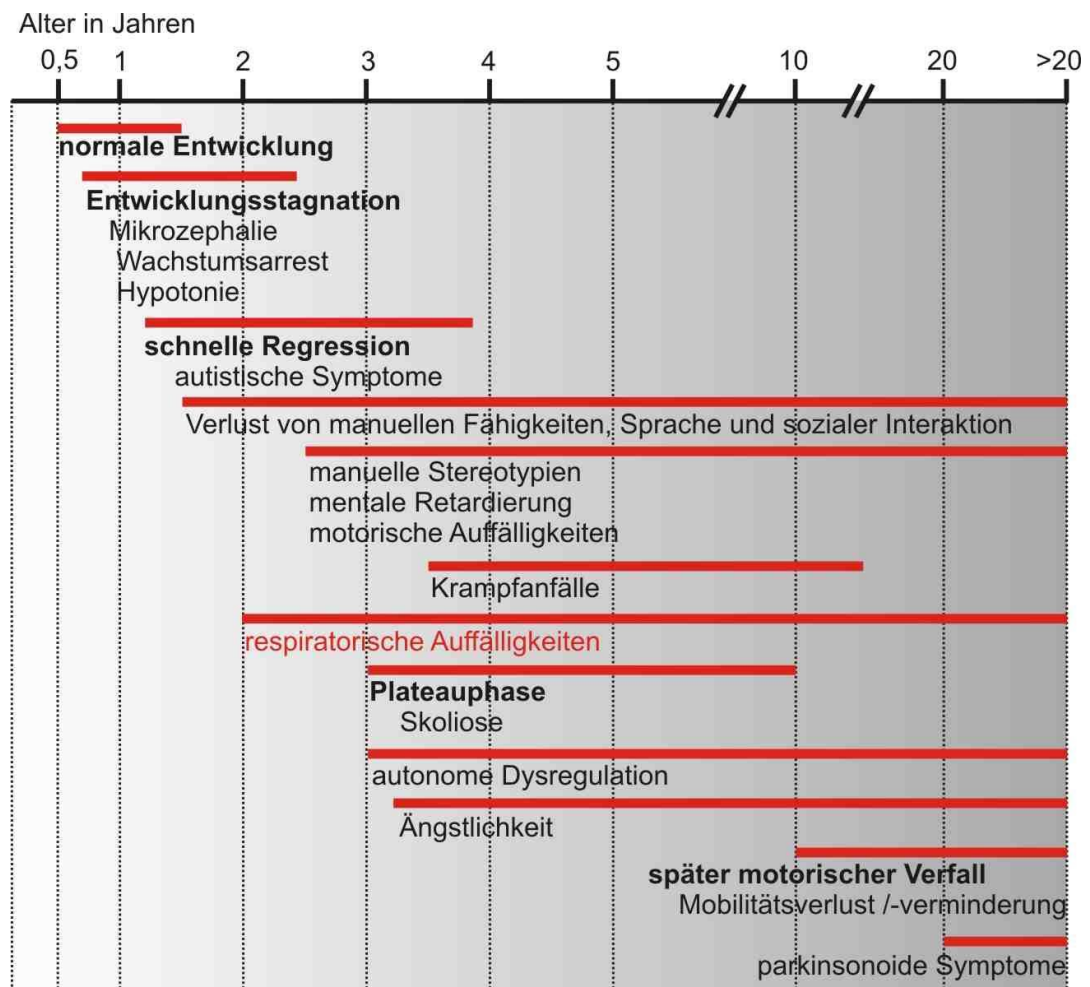 Alter in Jahren
0,5 1 2 3 4 5 10 20 >20
normale Entwicklung
Entwicklungsstagnation
Mikrozephalie
Wachstumsarrest
Hypotonie
schnelle Regression
autistische Symptome
Verlust von manuellen Fähigkeiten, Sprache und sozialer Interaktion
manuelle Stereotypien
mentale Retardierung
motorische Auffälligkeiten
Krampfanfälle
respiratorische Auffälligkeiten
Plateauphase
Skoliose
autonome Dysregulation
Ängstlichkeit
später motorischer Verfall
Mobilitätsverlust /-verminderung
parkinsonoide Symptome